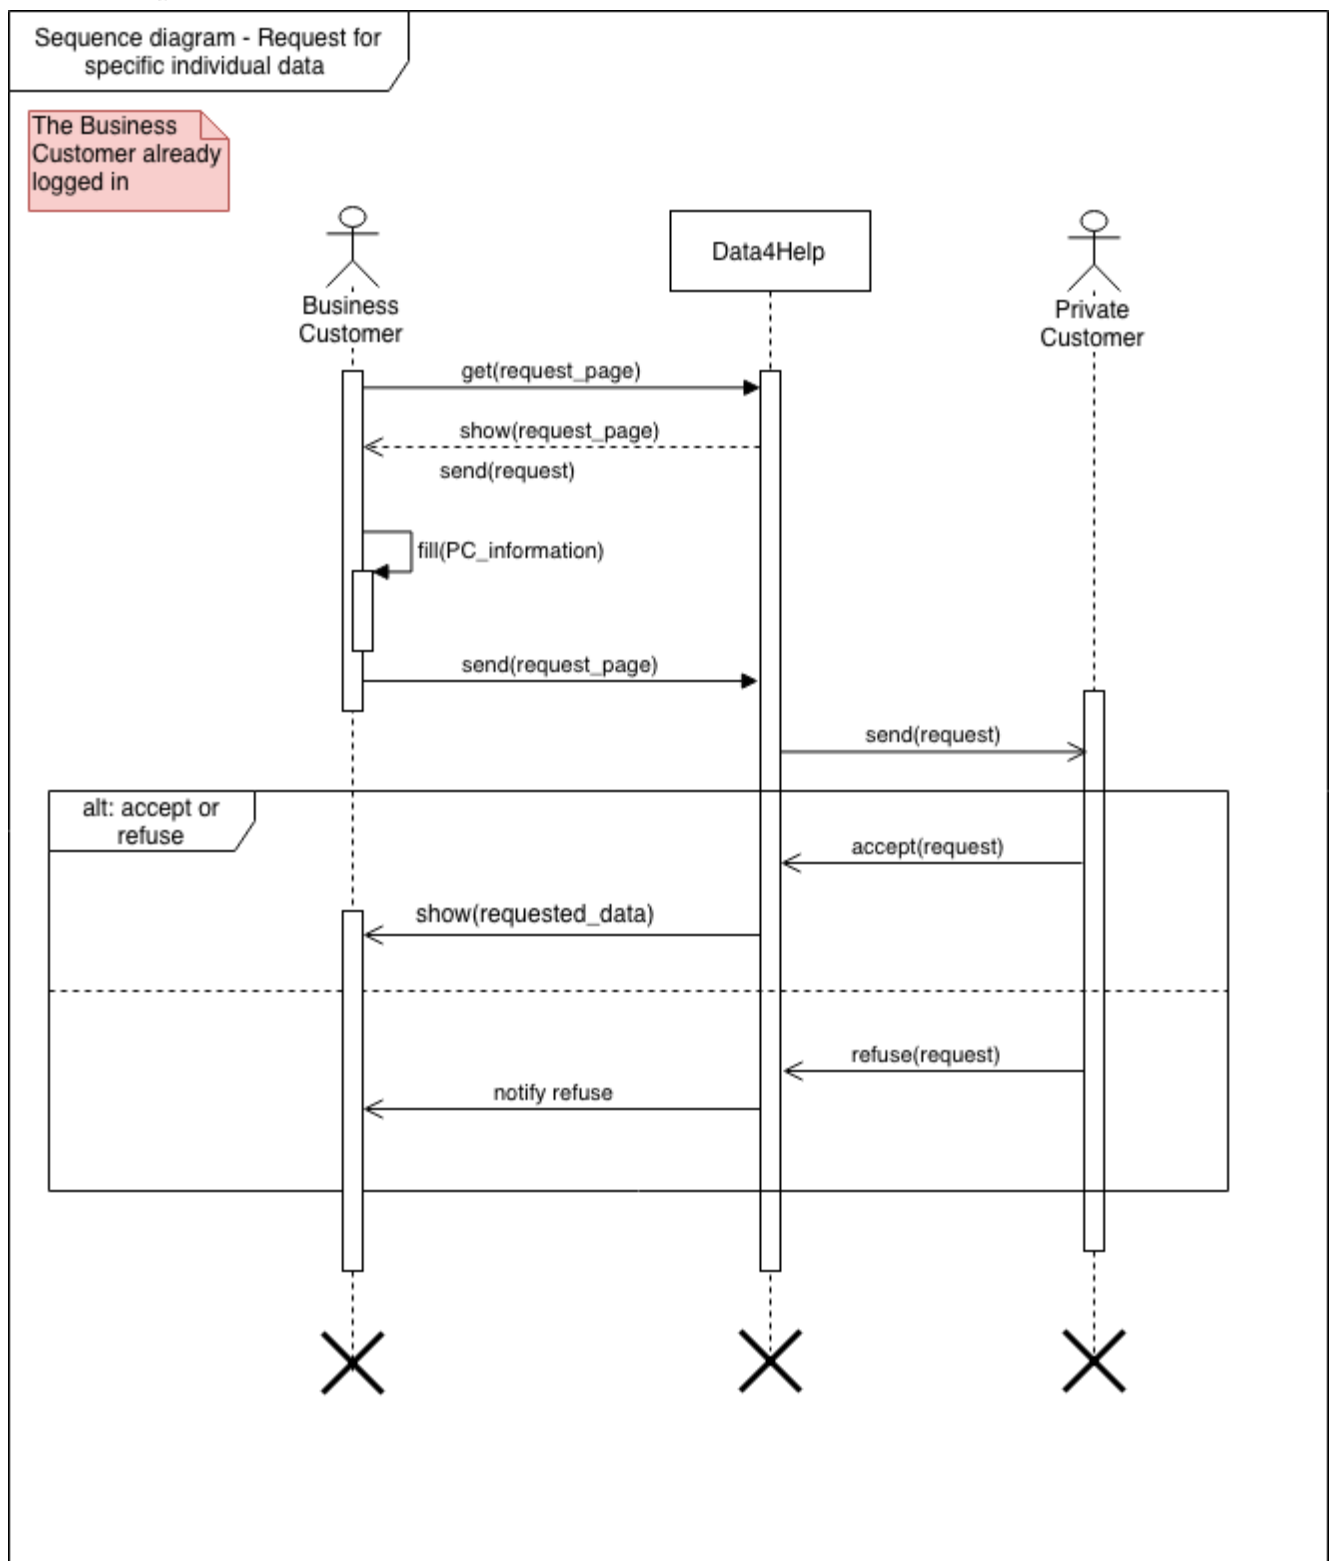 Sequence diagram - Request for
specific individual data
The Business
Customer already
logged in
Business
Customer
Data4Help
Private
Customer
get(request_page)
show(request_page)
send(request)
fill(PC_information)
send(request_page)
send(request)
alt: accept or
refuse
accept(request)
show(requested_data)
refuse(request)
notify refuse